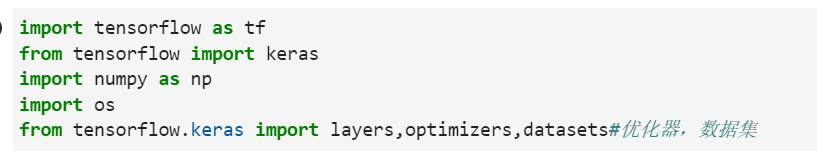 import tensorflow as tf
from tensorflow import keras
import numpy as np
import os
from tensorflow.keras import layers,optimizers,datasets#优化器，数据集